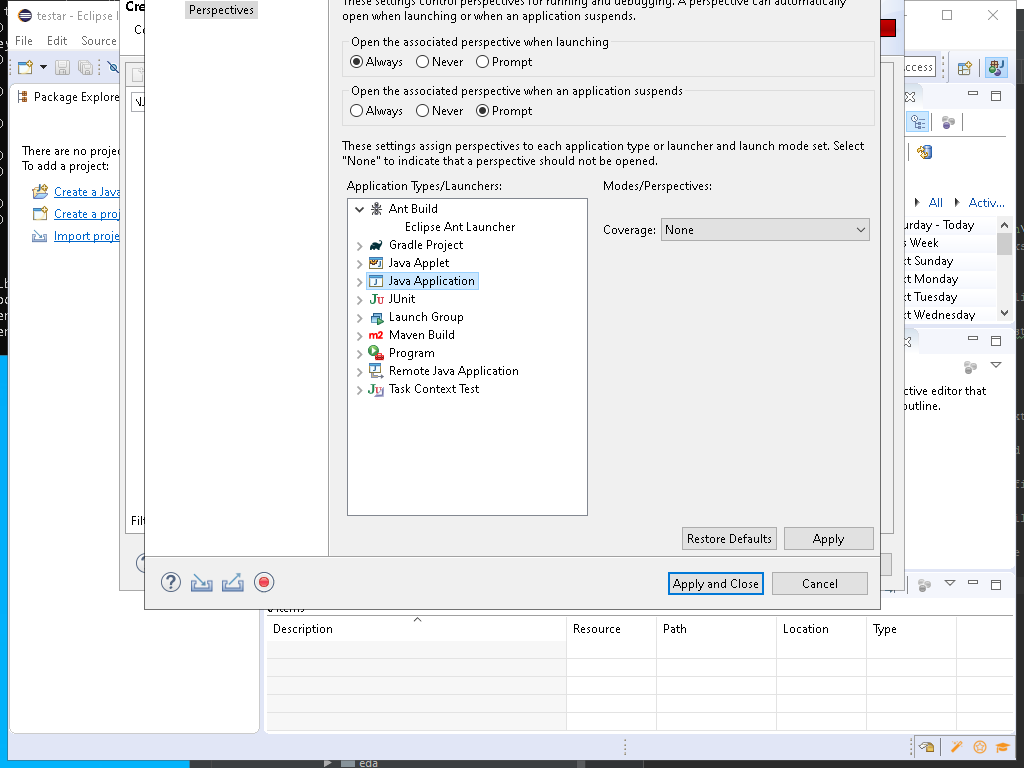 testar - Eclipse I
File Edit Source
Package Explore
There are no projec
To add a project:
Create a Java
Create a proj
Import proje
Cre
Perspectives
These settings control perspectives for running and debugging. A perspective can automatically
open when launching or when an application suspends.
Open the associated perspective when launching
Always Never Prompt
Open the associated perspective when an application suspends
Always Never Prompt
These settings assign perspectives to each application type or launcher and launch mode set. Select
"None" to indicate that a perspective should not be opened.
Application Types/Launchers:
Modes/Perspectives:
Ant Build
Eclipse Ant Launcher
Gradle Project
Java Applet
Java Application
JUnit
Launch Group
Maven Build
Program
Remote Java Application
Task Context Test
Coverage: None
Restore Defaults Apply
Apply and Close Cancel
Filt
ccess
All Activ...
urday - Today
s Week
xt Sunday
xt Monday
xt Tuesday
xt Wednesday
ctive editor that
outline.
Description Resource Path Location Type
eda